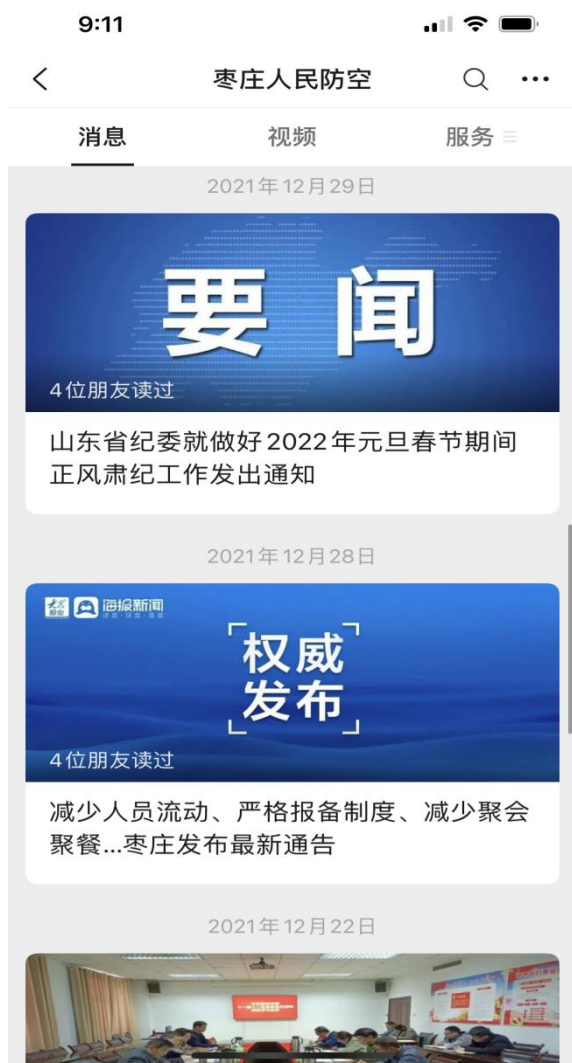 9:11
枣庄人民防空
消息
视频
服务
2021年12月29日
要闻
4位朋友读过
山东省纪委就做好2022年元旦春节期间
正风肃纪工作发出通知
2021年12月28日
海报新闻
权威
发布
4位朋友读过
减少人员流动、严格报备制度、减少聚会
聚餐...枣庄发布最新通告
2021年12月22日